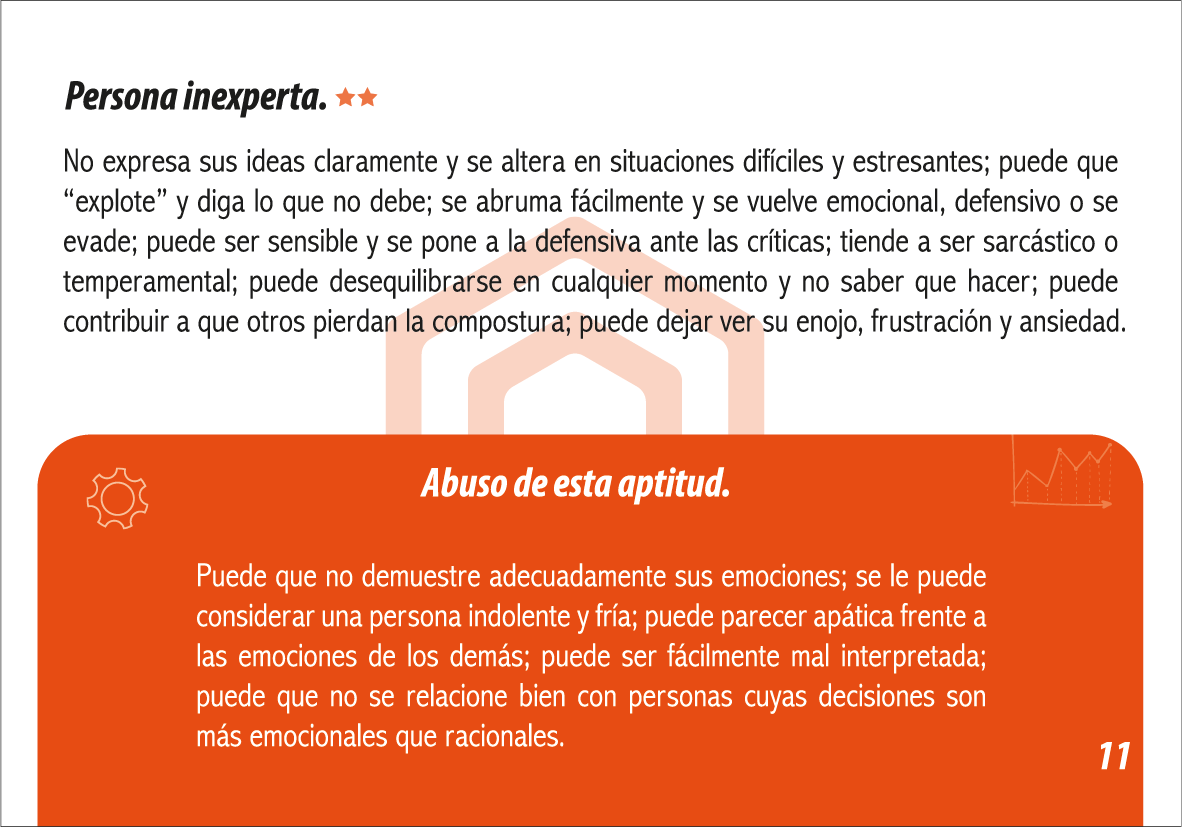 Persona inexperta. ★★
No expresa sus ideas claramente y se altera en situaciones difíciles y estresantes; puede que
“explote” y diga lo que no debe; se abruma fácilmente y se vuelve emocional, defensivo o se
evade; puede ser sensible y se pone a la defensiva ante las críticas; tiende a ser sarcástico o
temperamental; puede desequilibrarse en cualquier momento y no saber que hacer; puede
contribuir a que otros pierdan la compostura; puede dejar ver su enojo, frustración y ansiedad.
Abuso de esta aptitud.
Puede que no demuestre adecuadamente sus emociones; se le puede
considerar una persona indolente y fría; puede parecer apática frente a
las emociones de los demás; puede ser fácilmente mal interpretada;
puede que no se relacione bien con personas cuyas decisiones son
más emocionales que racionales.
11